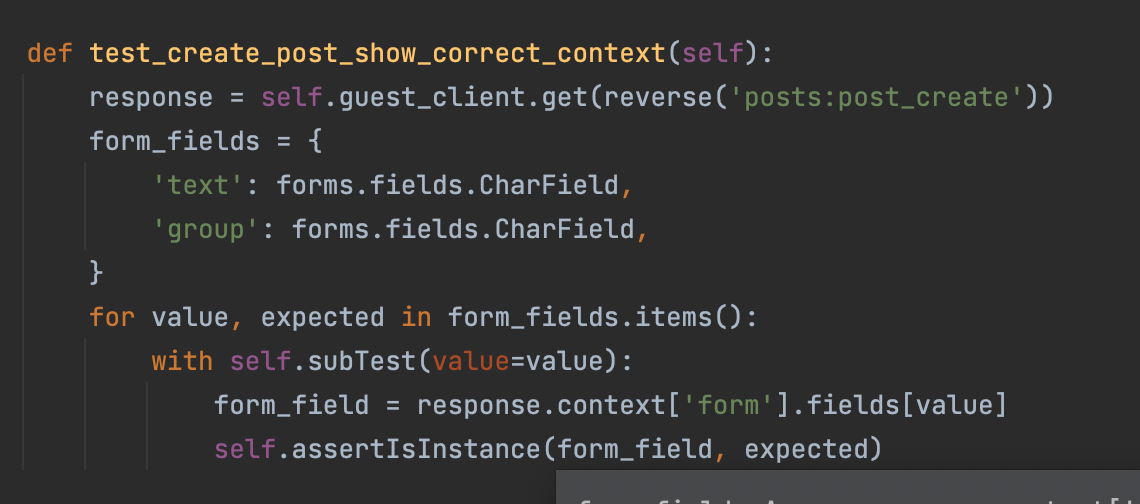 def test_create_post_show_correct_context(self):
    response = self.guest_client.get(reverse('posts:post_create'))
    form_fields = {
        'text': forms.fields.CharField,
        'group': forms.fields.CharField,
    }
    for value, expected in form_fields.items():
        with self.subTest(value=value):
            form_field = response.context['form'].fields[value]
            self.assertIsInstance(form_field, expected)